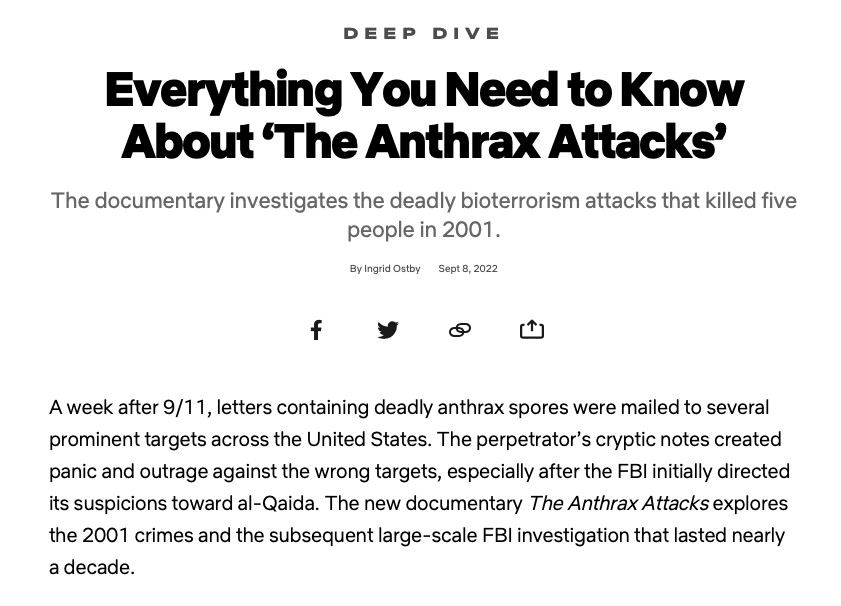 DEEP DIVE
Everything You Need to Know
About ‘The Anthrax Attacks’
The documentary investigates the deadly bioterrorism attacks that killed five
people in 2001.
By Ingrid Ostby Sept 8, 2022
A week after 9/11, letters containing deadly anthrax spores were mailed to several
prominent targets across the United States. The perpetrator’s cryptic notes created
panic and outrage against the wrong targets, especially after the FBI initially directed
its suspicions toward al-Qaida. The new documentary The Anthrax Attacks explores
the 2001 crimes and the subsequent large-scale FBI investigation that lasted nearly
a decade.